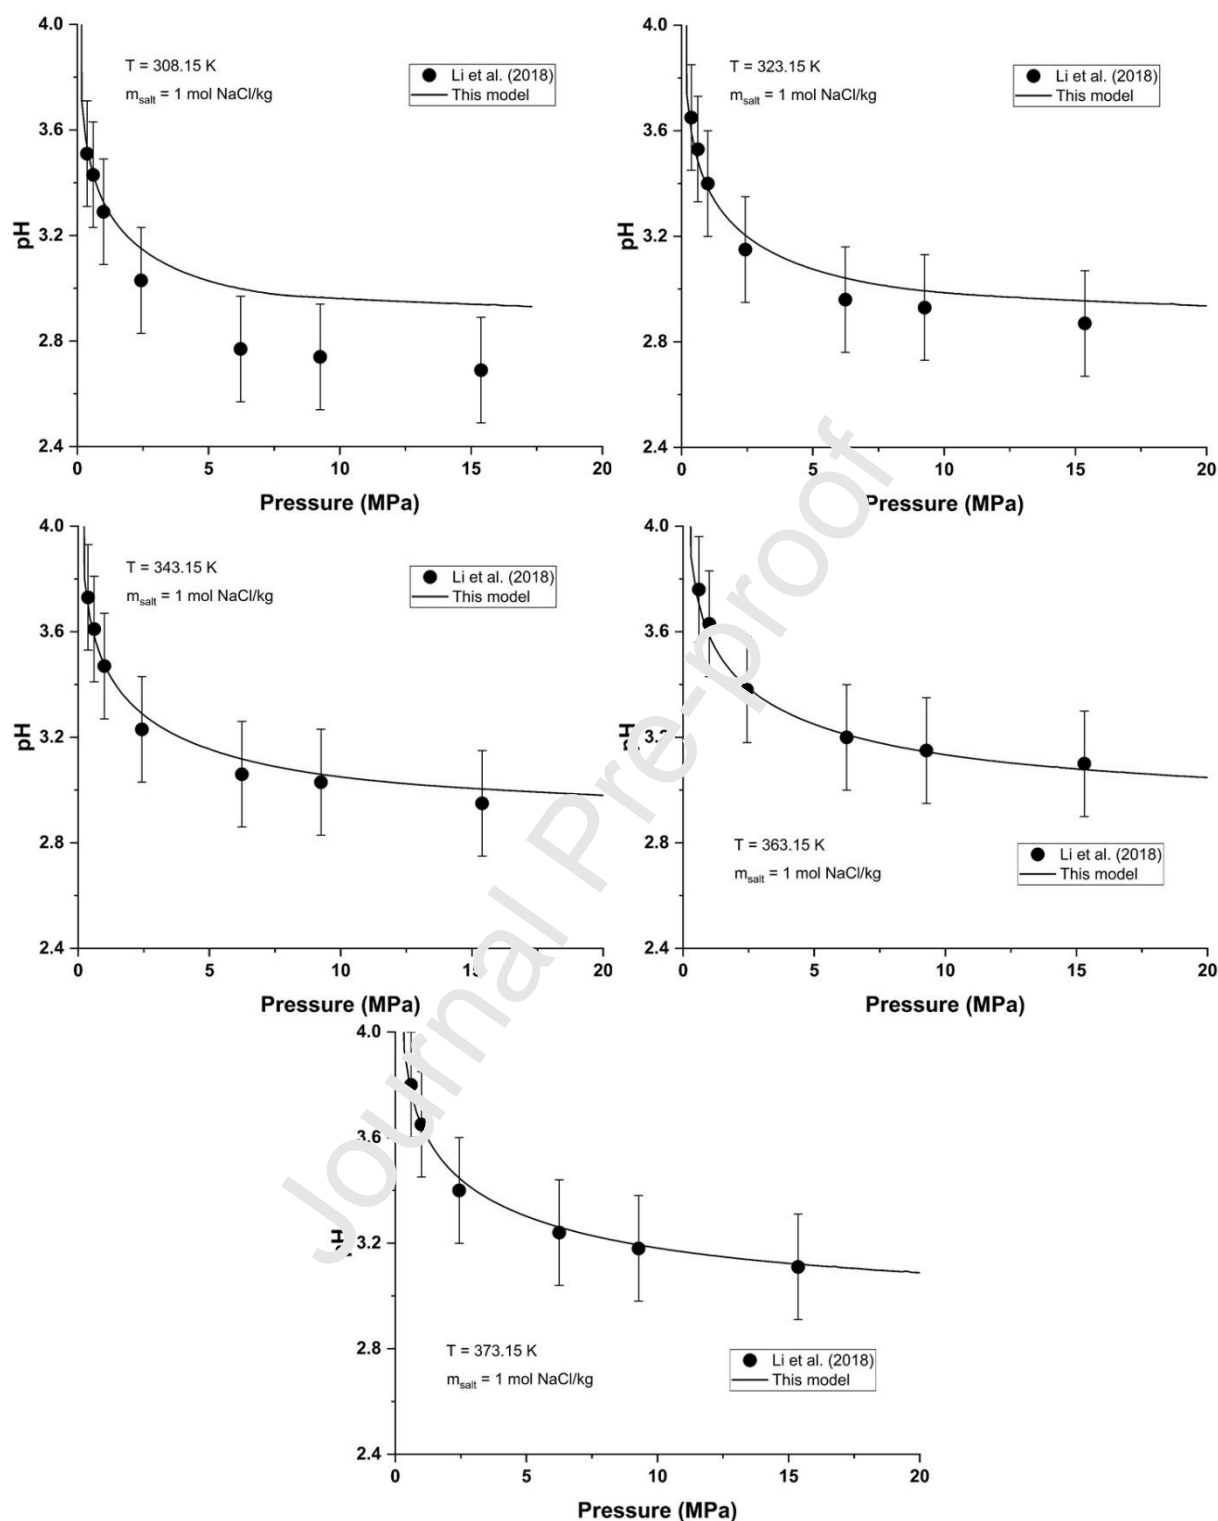 4.0
3.6
3.2
2.8
2.4
pH
T = 308.15 K
m_salt = 1 mol NaCl/kg
Li et al. (2018)
This model
0 5 10 15 20
Pressure (MPa)
4.0
3.6
3.2
2.8
2.4
pH
T = 323.15 K
m_salt = 1 mol NaCl/kg
Li et al. (2018)
This model
0 5 10 15 20
Pressure (MPa)
4.0
3.6
3.2
2.8
2.4
pH
T = 343.15 K
m_salt = 1 mol NaCl/kg
Li et al. (2018)
This model
0 5 10 15 20
Pressure (MPa)
4.0
3.6
3.2
2.8
2.4
pH
T = 363.15 K
m_salt = 1 mol NaCl/kg
Li et al. (2018)
This model
0 5 10 15 20
Pressure (MPa)
4.0
3.6
3.2
2.8
2.4
pH
T = 373.15 K
m_salt = 1 mol NaCl/kg
Li et al. (2018)
This model
0 5 10 15 20
Pressure (MPa)
Journal Pre-proof